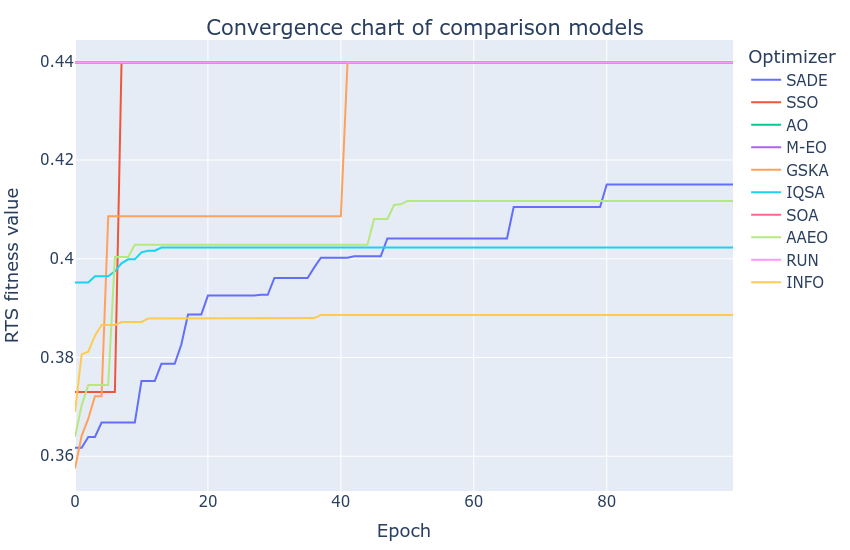 Convergence chart of comparison models
RTS fitness value
0.44
0.42
0.4
0.38
0.36
0
20
40
60
80
Epoch
Optimizer
SADE
SSO
AO
M-EO
GSKA
IQSA
SOA
AAEO
RUN
INFO